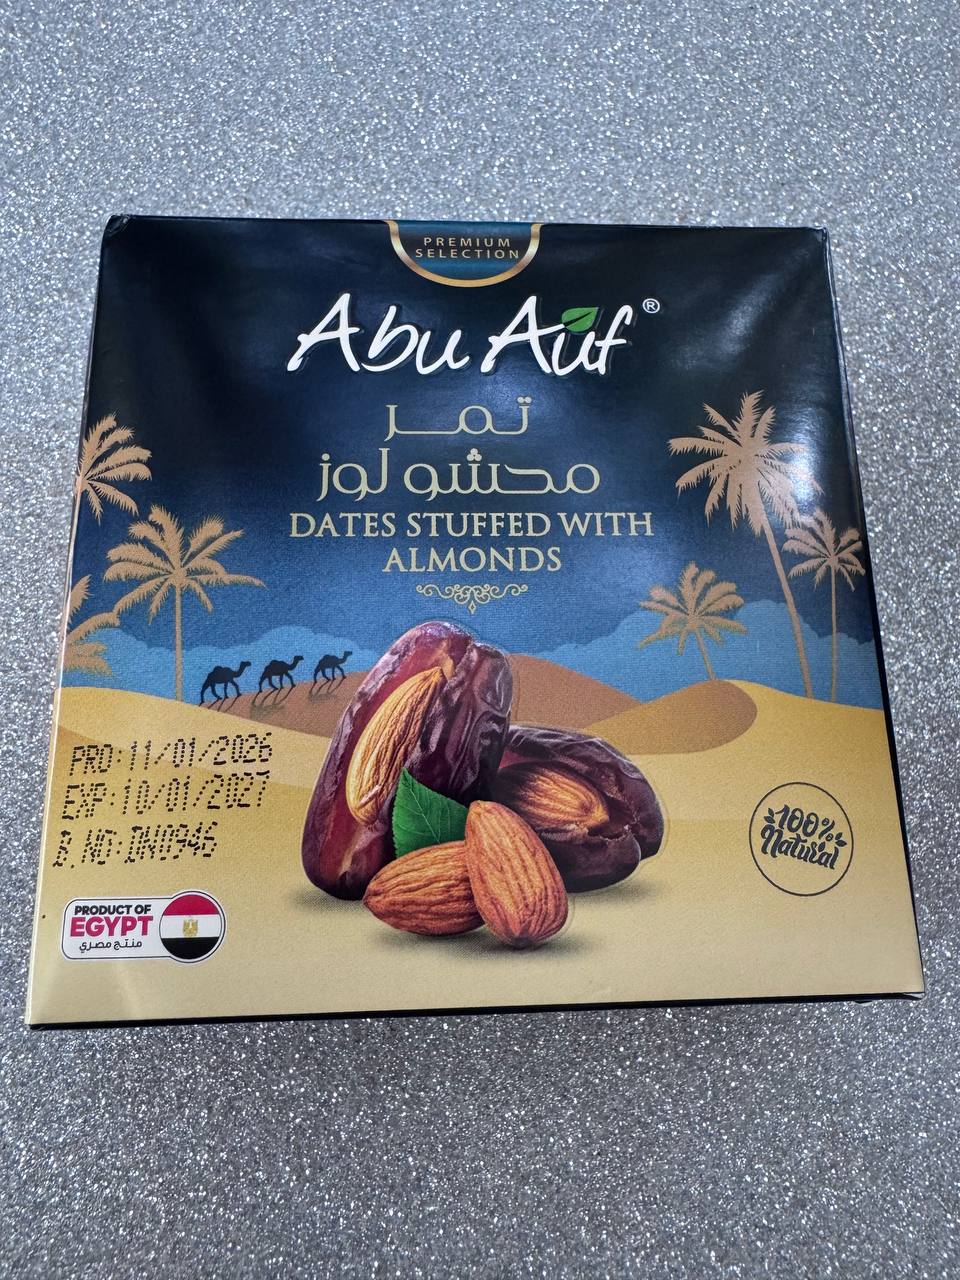 PREMIUM
SELECTION
Abu Auf ®
تمر
محشو لوز
DATES STUFFED WITH
ALMONDS
PRO:11/01/2026
EXP:10/01/2027
B.NO:DN0946
PRODUCT OF
EGYPT
منتج مصري
100%
Natural